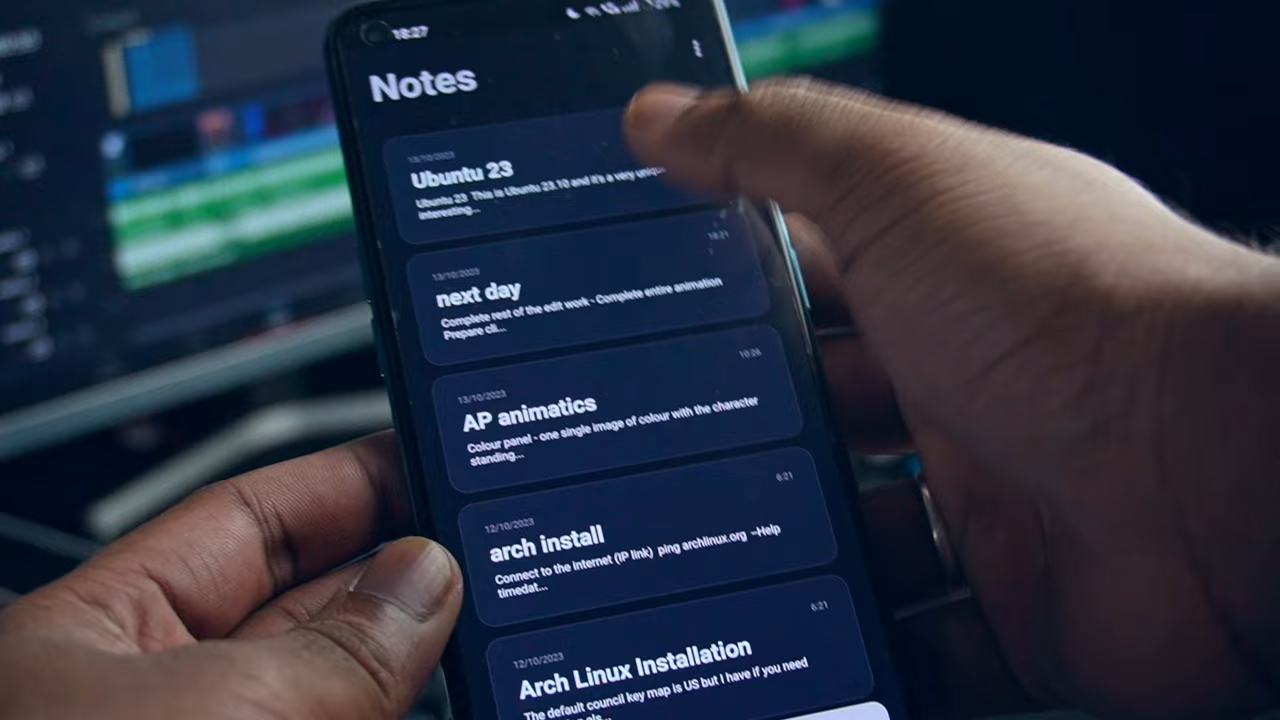 18:27
Notes
13/10/2023
Ubuntu 23
Ubuntu 23 This is Ubuntu 23.10 and it's a very
interesting...
13/10/2023
18:21
next day
Complete rest of the edit work - Complete entire animation
Prepare cli...
13/10/2023
10:26
AP animatics
Colour panel - one single image of colour with the character
standing...
12/10/2023
6:21
arch install
Connect to the internet (IP link) ping archlinux.org --Help
timedat...
12/10/2023
6:21
Arch Linux Installation
The default council key map is US but I have if you need